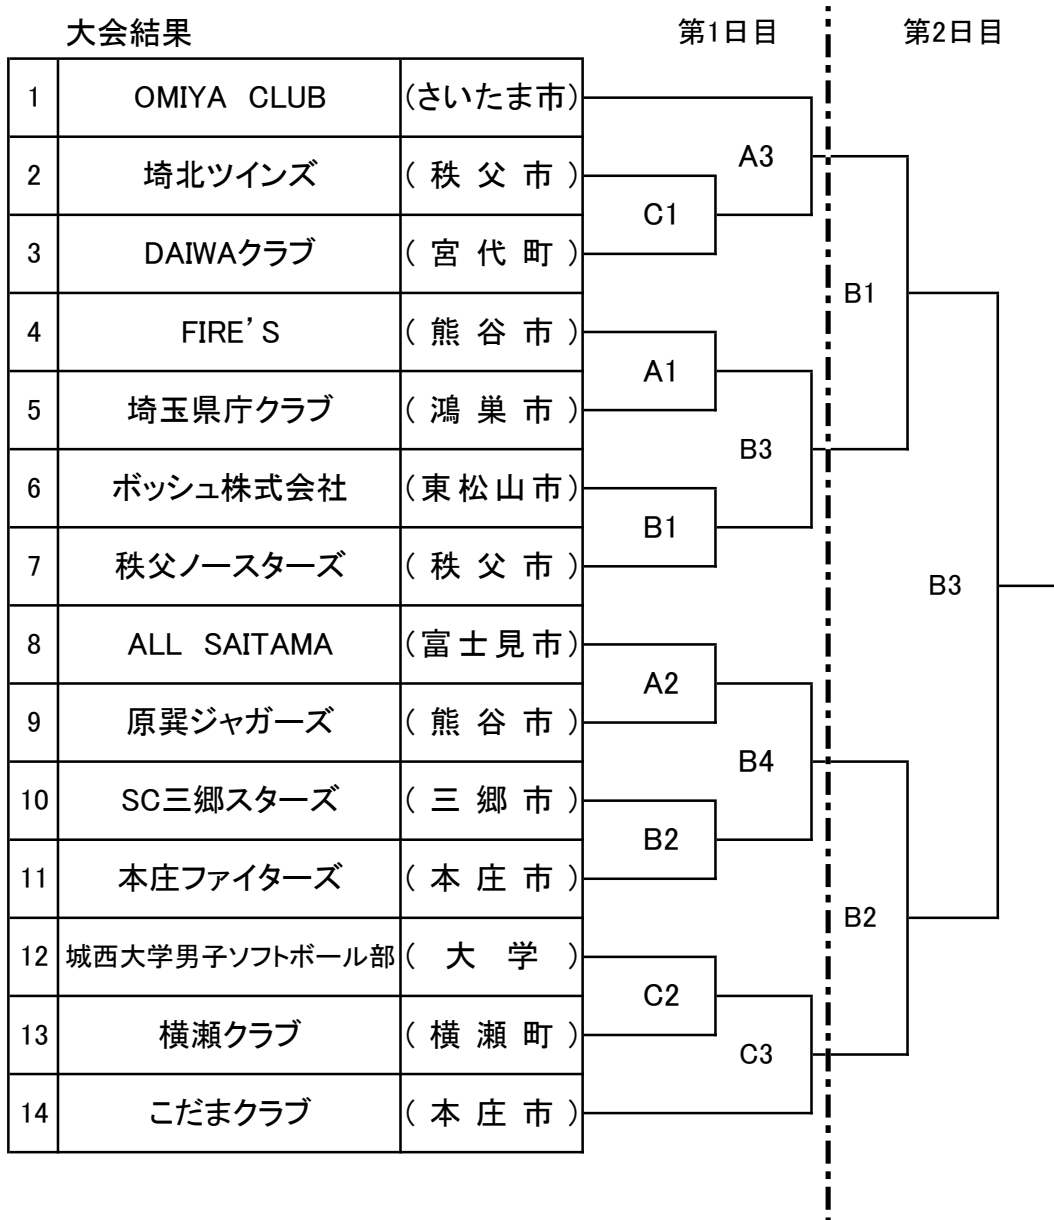 大会結果 第1日目 第2日目
1 OMIYA CLUB (さいたま市)
A3
2 埼北ツインズ ( 秩 父 市 )
C1
3 DAIWAクラブ ( 宮 代 町 )
B1
4 FIRE’S ( 熊 谷 市 )
A1
5 埼玉県庁クラブ ( 鴻 巣 市 )
B3
6 ボッシュ株式会社 (東松山市)
B1
7 秩父ノースターズ ( 秩 父 市 )
B3
8 ALL SAITAMA (富士見市)
A2
9 原巽ジャガーズ ( 熊 谷 市 )
B4
10 SC三郷スターズ ( 三 郷 市 )
B2
11 本庄ファイターズ ( 本 庄 市 )
B2
12 城西大学男子ソフトボール部 ( 大 学 )
C2
13 横瀬クラブ ( 横 瀬 町 )
C3
14 こだまクラブ ( 本 庄 市 )